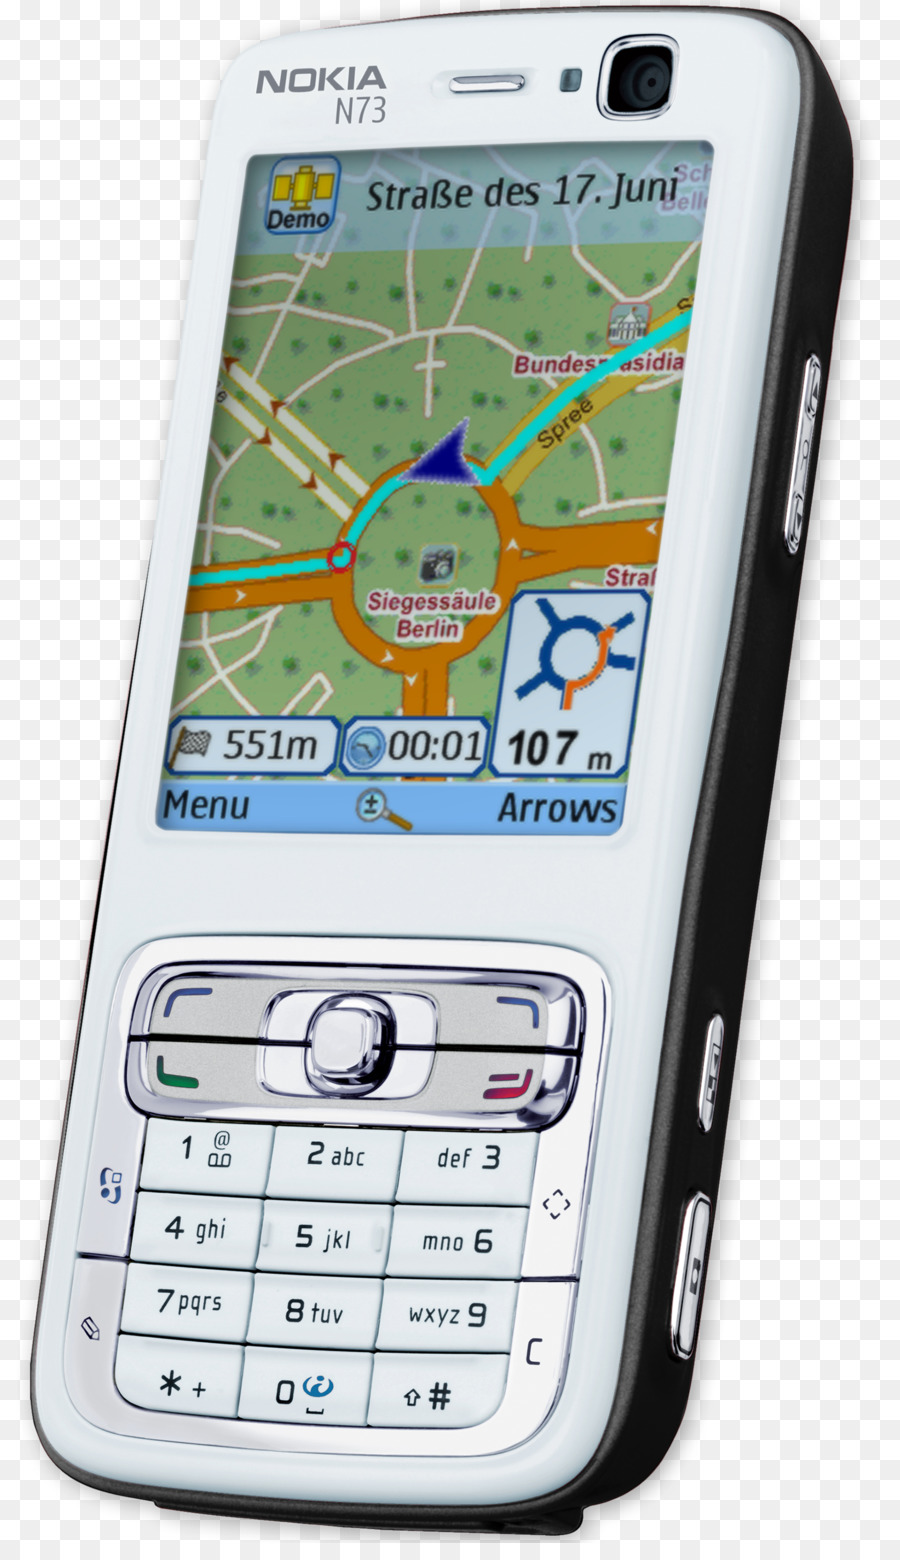 NOKIA
N73
Demo
Straße des 17. Juni
Spree
Siegessäule
Berlin
551m
00:01
107 m
Menu
Arrows
1 @
2 abc
def 3
4 ghi
5 jkl
mno 6
7 pqrs
8 tuv
wxyz 9
C
* +
0
#